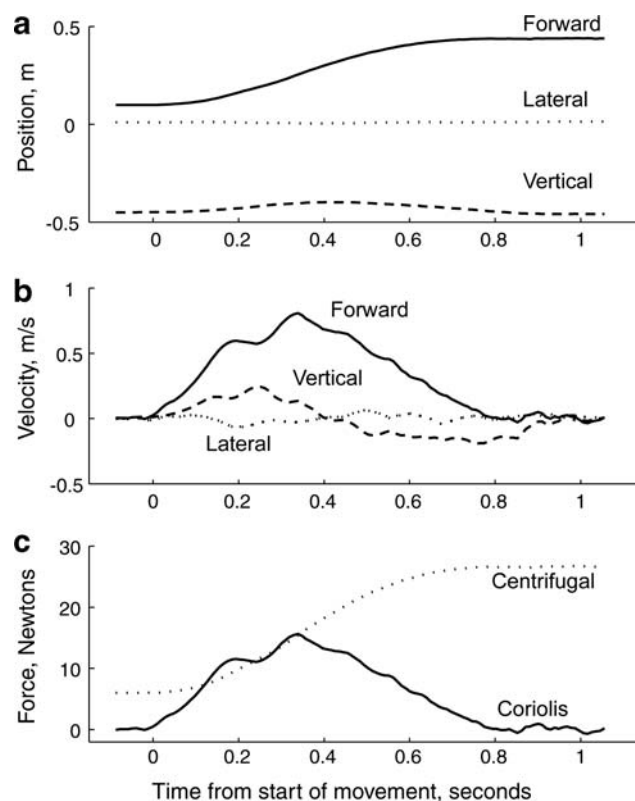 a
0.5
Forward
Position, m
0
Lateral
Vertical
-0.5
0 0.2 0.4 0.6 0.8 1
b
1
Forward
Velocity, m/s
0.5
Vertical
0
Lateral
-0.5
0 0.2 0.4 0.6 0.8 1
c
30
Centrifugal
Force, Newtons
20
10
Coriolis
0
0 0.2 0.4 0.6 0.8 1
Time from start of movement, seconds